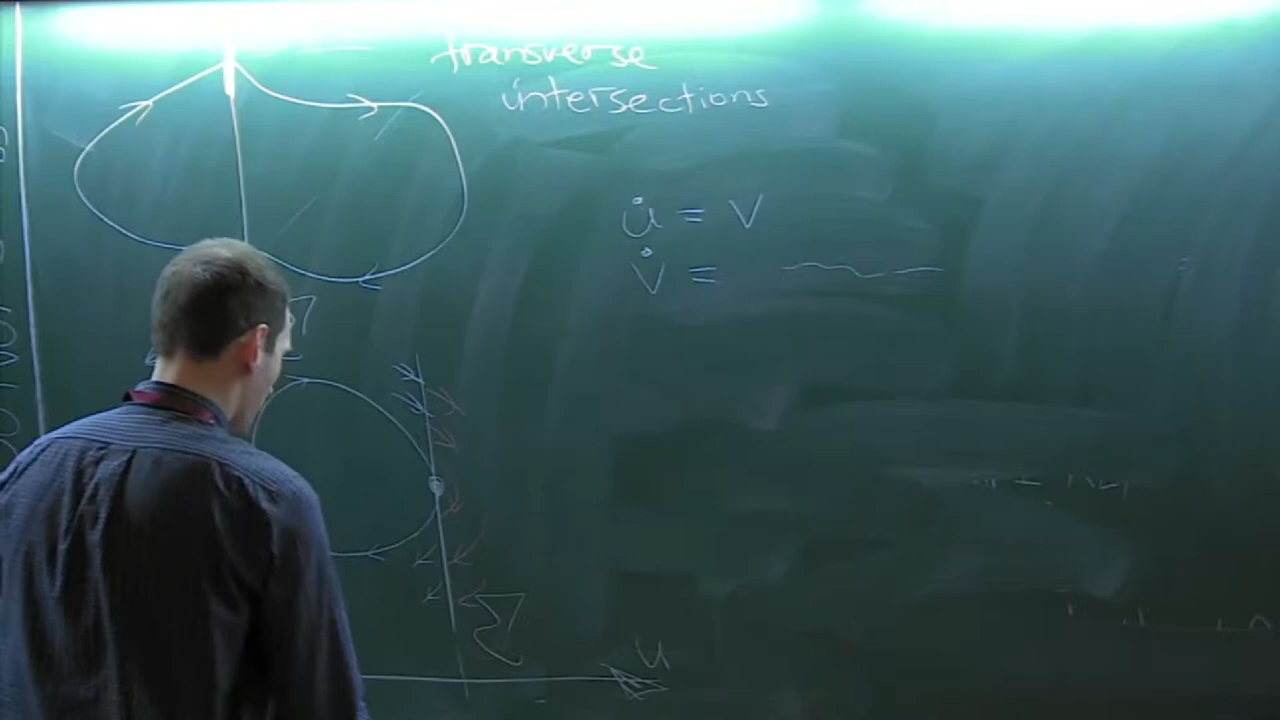 transverse
intersections
u̇ = v
v̇ =
Σ
Σ
u